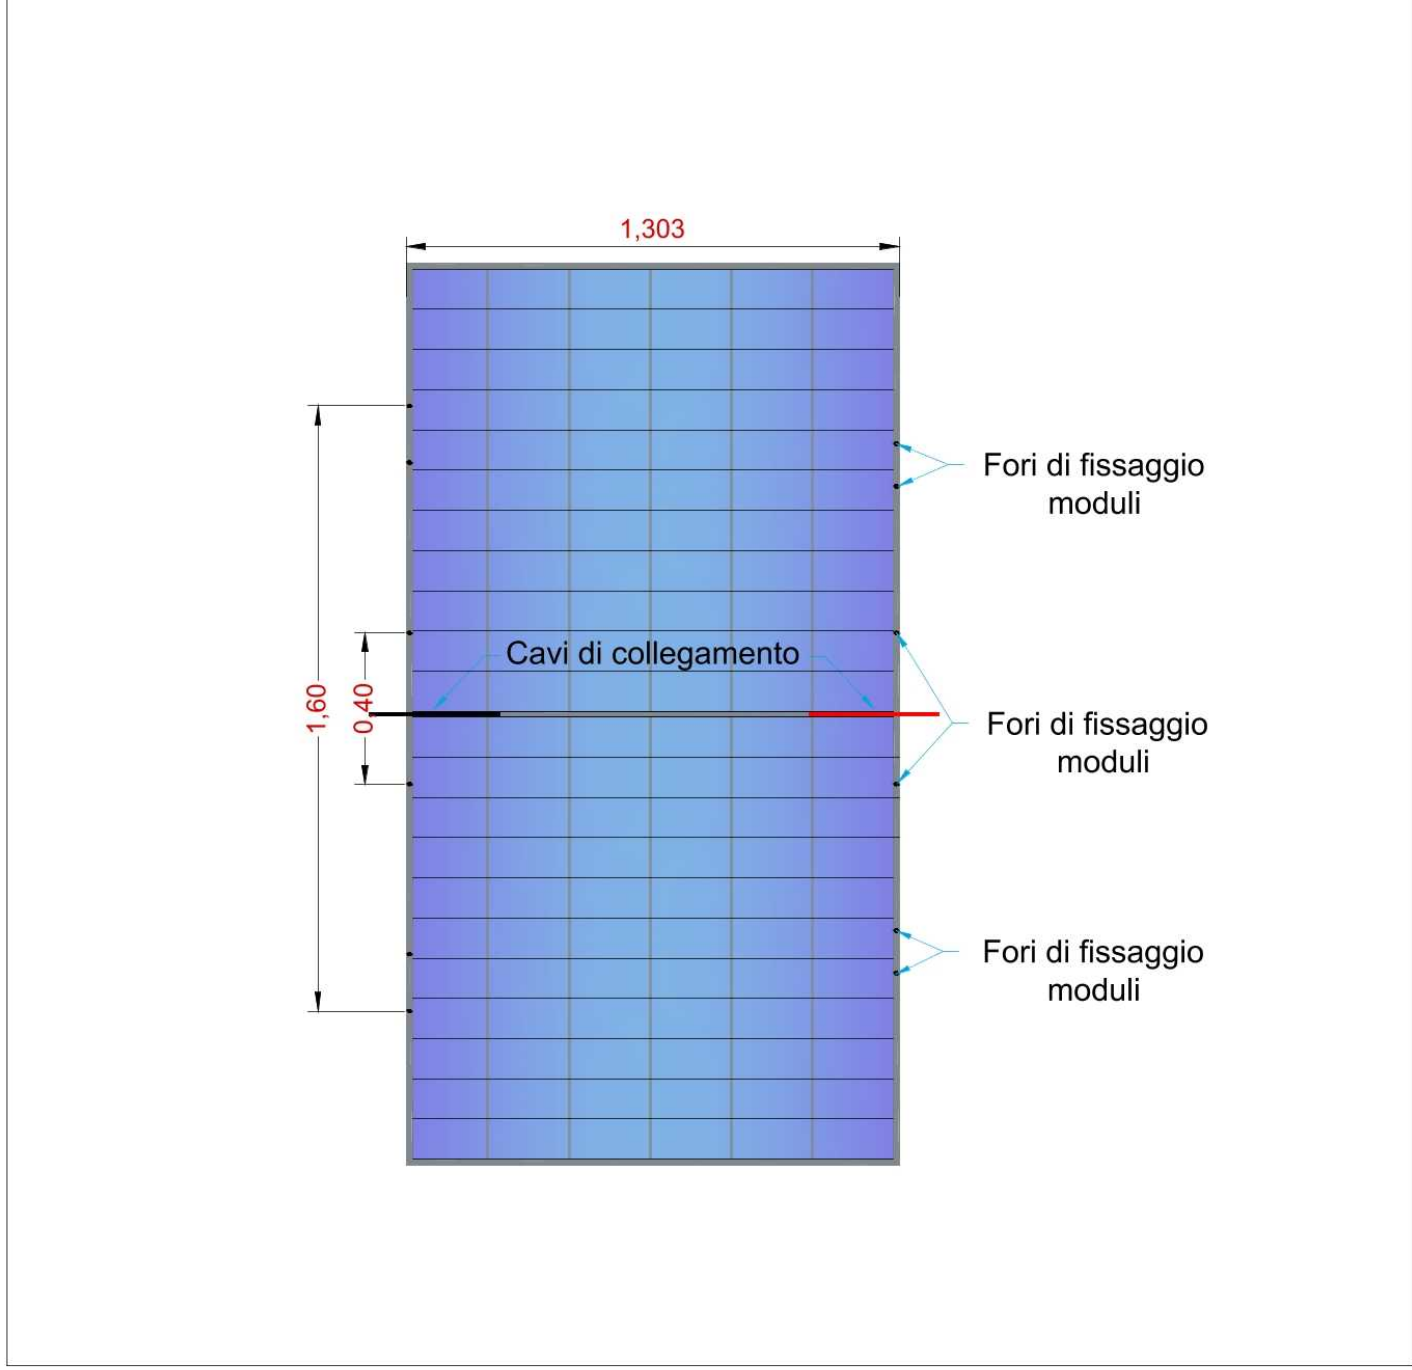 1,303
Fori di fissaggio
moduli
Cavi di collegamento
1,60
0,40
Fori di fissaggio
moduli
Fori di fissaggio
moduli